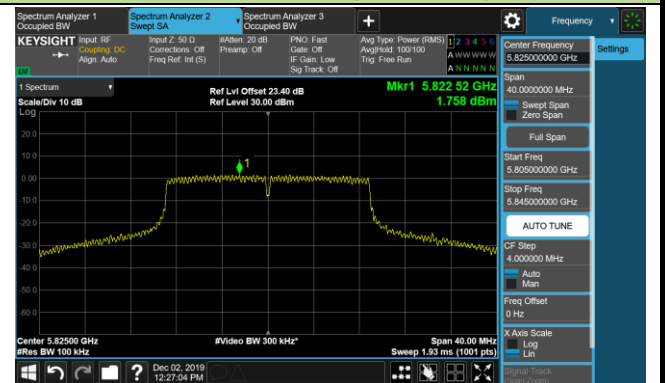 Spectrum Analyzer 1
Occupied BW
Spectrum Analyzer 2
Swept SA
Spectrum Analyzer 3
Occupied BW
+
Frequency
KEYSIGHT
Input: RF
Coupling: DC
Align: Auto
Input Z: 50 Ω
Corrections: Off
Freq Ref: Int (S)
#Atten: 20 dB
Preamp: Off
PNO: Fast
Gate: Off
IF Gain: Low
Sig Track: Off
Avg Type: Power (RMS)
Avg|Hold: 100/100
Trig: Free Run
1 2 3 4 5 6
A W W W W W
A N N N N N
LXI
1 Spectrum
Scale/Div 10 dB
Log
Ref Lvl Offset 23.40 dB
Ref Level 30.00 dBm
Mkr1 5.822 52 GHz
1.758 dBm
20.0
10.0
0.00
-10.0
-20.0
-30.0
-40.0
-50.0
-60.0
1
Center 5.82500 GHz
#Res BW 100 kHz
#Video BW 300 kHz*
Span 40.00 MHz
Sweep 1.93 ms (1001 pts)
?
Dec 02, 2019
12:27:04 PM
Center Frequency
5.825000000 GHz
Settings
Span
40.0000000 MHz
Swept Span
Zero Span
Full Span
Start Freq
5.805000000 GHz
Stop Freq
5.845000000 GHz
AUTO TUNE
CF Step
4.000000 MHz
Auto
Man
Freq Offset
0 Hz
X Axis Scale
Log
Lin
Signal Track
(Span Zoom)